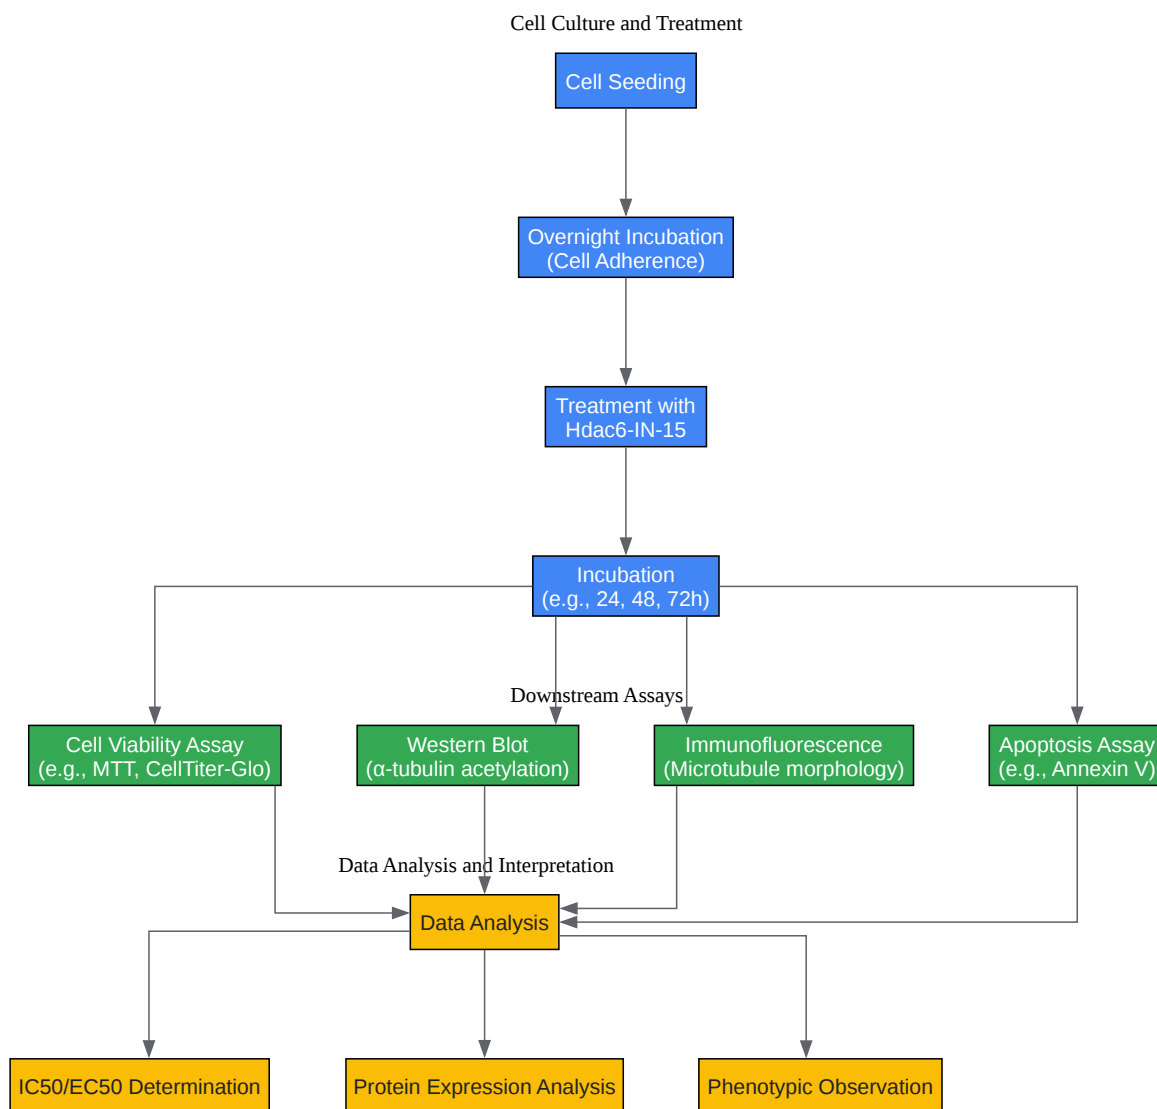 Cell Culture and Treatment
Cell Seeding
Overnight Incubation
(Cell Adherence)
Treatment with
Hdac6-IN-15
Incubation
(e.g., 24, 48, 72h)
Downstream Assays
Cell Viability Assay
(e.g., MTT, CellTiter-Glo)
Western Blot
(α-tubulin acetylation)
Immunofluorescence
(Microtubule morphology)
Apoptosis Assay
(e.g., Annexin V)
Data Analysis and Interpretation
Data Analysis
IC50/EC50 Determination
Protein Expression Analysis
Phenotypic Observation